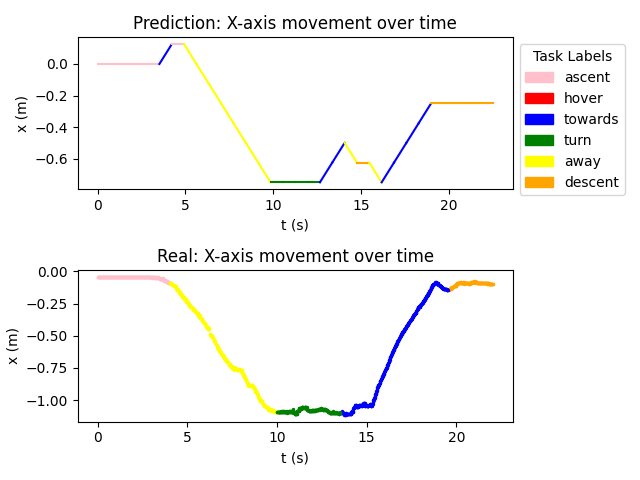 Prediction: X-axis movement over time
0.0
−0.2
−0.4
−0.6
x (m)
0
5
10
15
20
t (s)
Task Labels
ascent
hover
towards
turn
away
descent
Real: X-axis movement over time
0.00
−0.25
−0.50
−0.75
−1.00
x (m)
0
5
10
15
20
t (s)